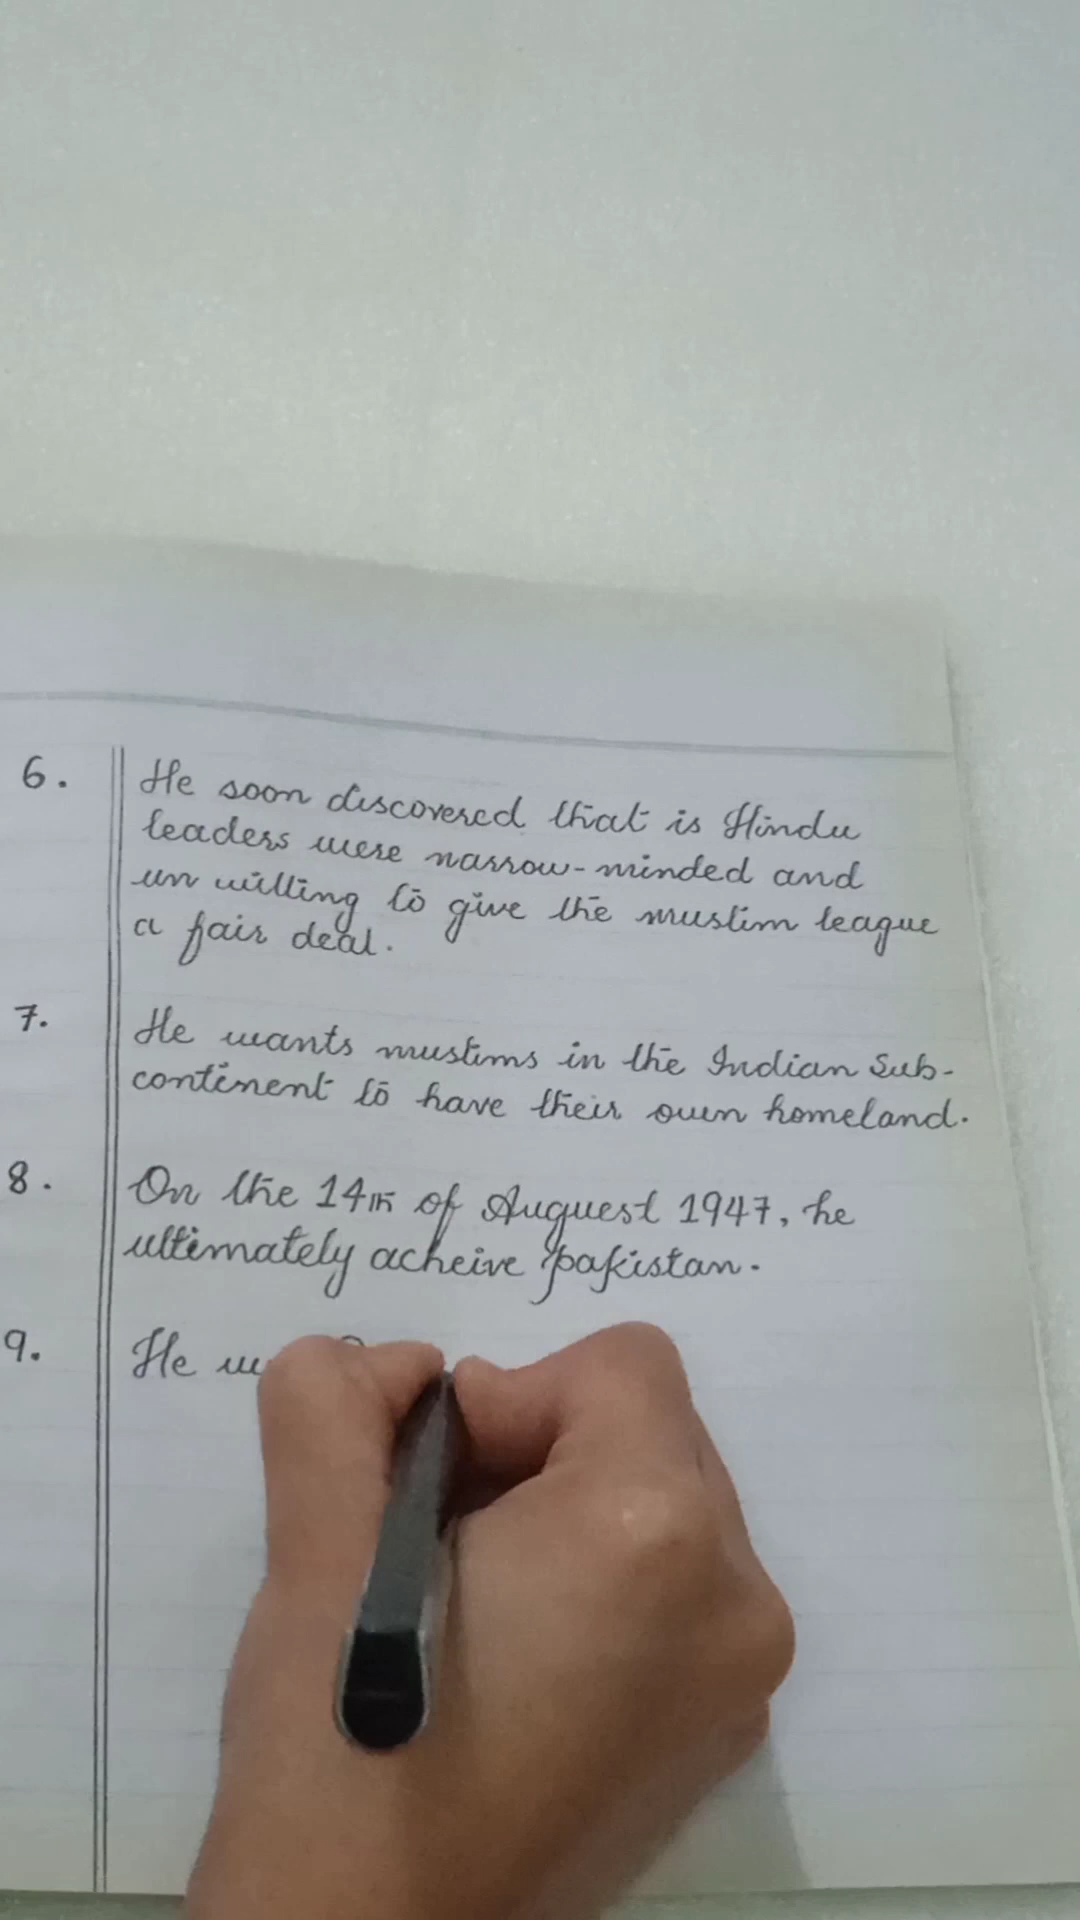 6. He soon discovered that is Hindu
leaders were narrow-minded and
un willing to give the muslim league
a fair deal.
7. He wants muslims in the Indian Sub-
continent to have their own homeland.
8. On the 14th of Auguest 1947, he
ultimately acheive pakistan.
9. He